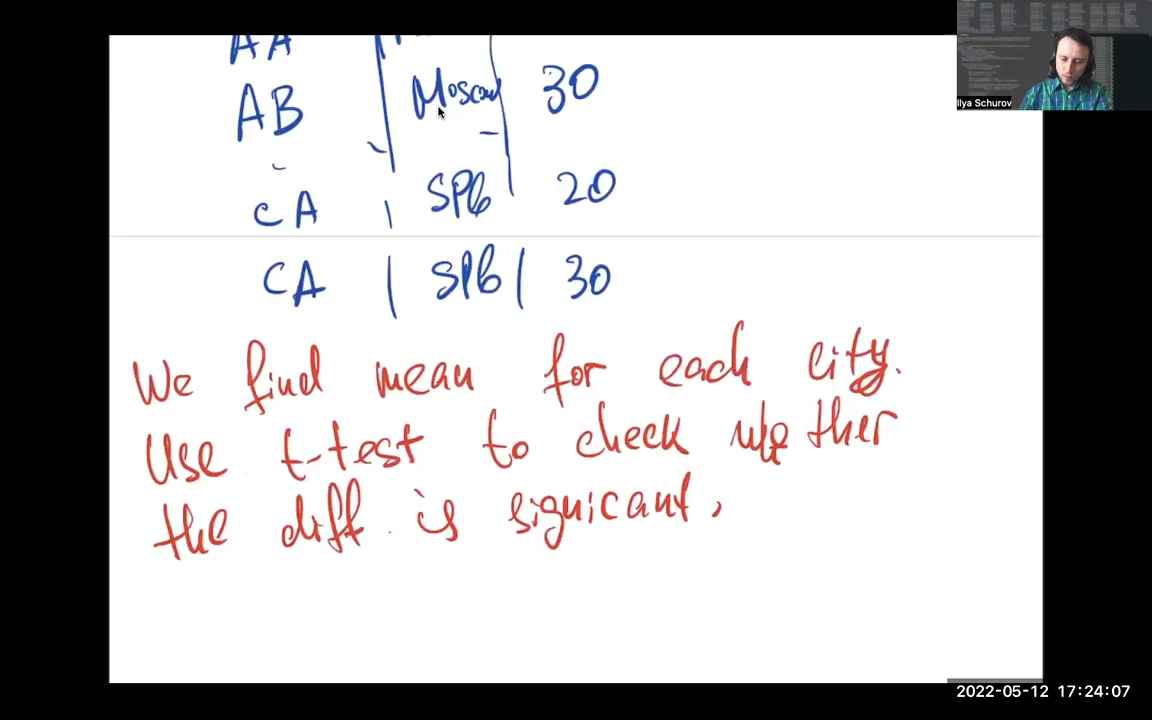 AA
AB | Moscow | 30
CA | SPb | 20
CA | SPb | 30
We find mean for each city.
Use t-test to check whether
the diff. is signicant,
Ilya Schurov
2022-05-12 17:24:07